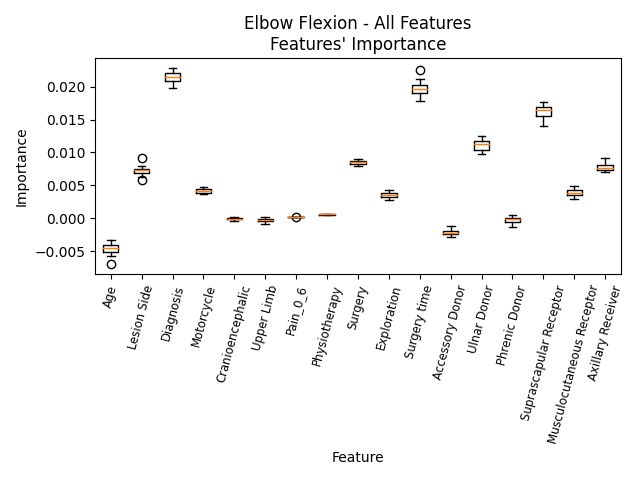 Elbow Flexion - All Features
Features' Importance
Importance
0.020
0.015
0.010
0.005
0.000
−0.005
Age
Lesion Side
Diagnosis
Motorcycle
Cranioencephalic
Upper Limb
Pain_0_6
Physiotherapy
Surgery
Exploration
Surgery time
Accessory Donor
Ulnar Donor
Phrenic Donor
Suprascapular Receptor
Musculocutaneous Receptor
Axillary Receiver
Feature